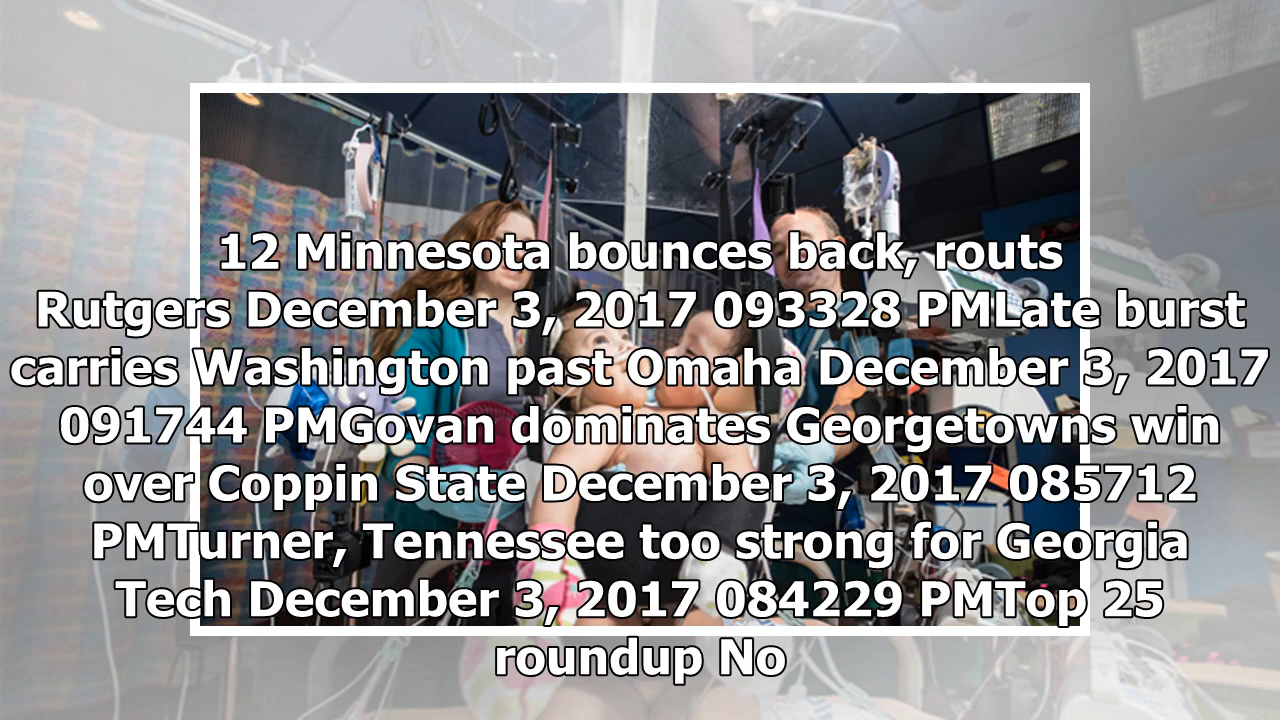 12 Minnesota bounces back, routs
Rutgers December 3, 2017 093328 PMLate burst
carries Washington past Omaha December 3, 2017
091744 PMGovan dominates Georgetowns win
over Coppin State December 3, 2017 085712
PMTurner, Tennessee too strong for Georgia
Tech December 3, 2017 084229 PMTop 25
roundup No